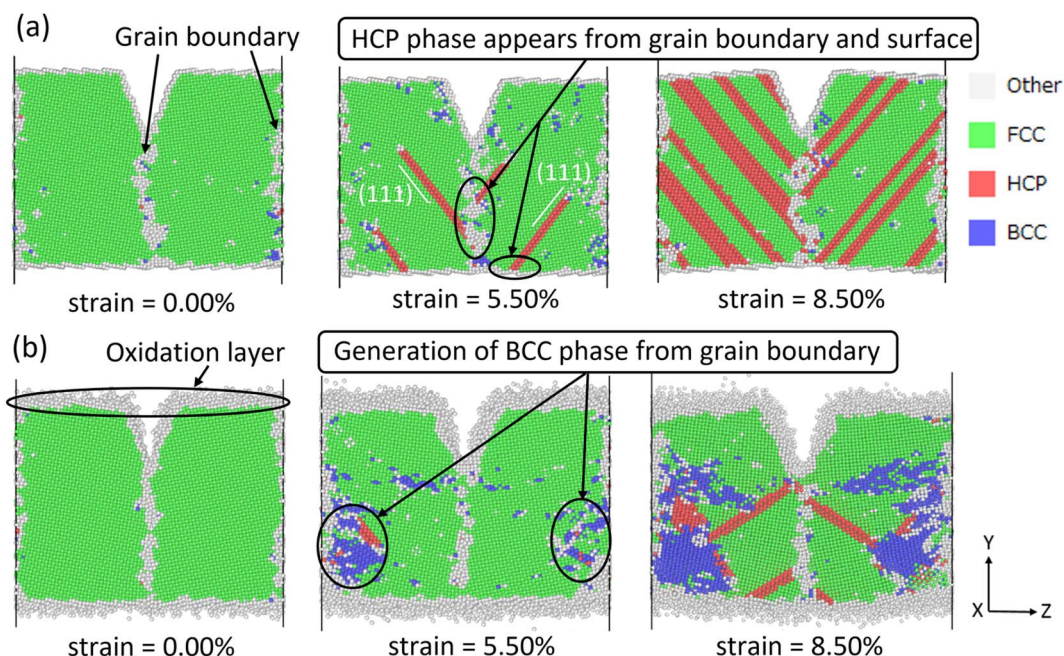 (a)
Grain boundary
HCP phase appears from grain boundary and surface
(111)
(111)
Other
FCC
HCP
BCC
strain = 0.00%
strain = 5.50%
strain = 8.50%
(b)
Oxidation layer
Generation of BCC phase from grain boundary
Y
X
Z
strain = 0.00%
strain = 5.50%
strain = 8.50%